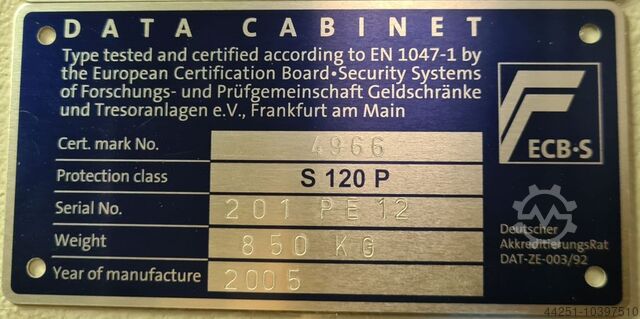 DATA CABINET
Type tested and certified according to EN 1047-1 by
the European Certification Board•Security Systems
of Forschungs- und Prüfgemeinschaft Geldschränke
und Tresoranlagen e.V., Frankfurt am Main
ECB•S
Cert. mark No. 4966
Protection class S 120 P
Serial No. 201 PE 12
Weight 850 KG
Year of manufacture 2005
Deutscher
AkkreditierungsRat
DAT-ZE-003/92
44251-10397510